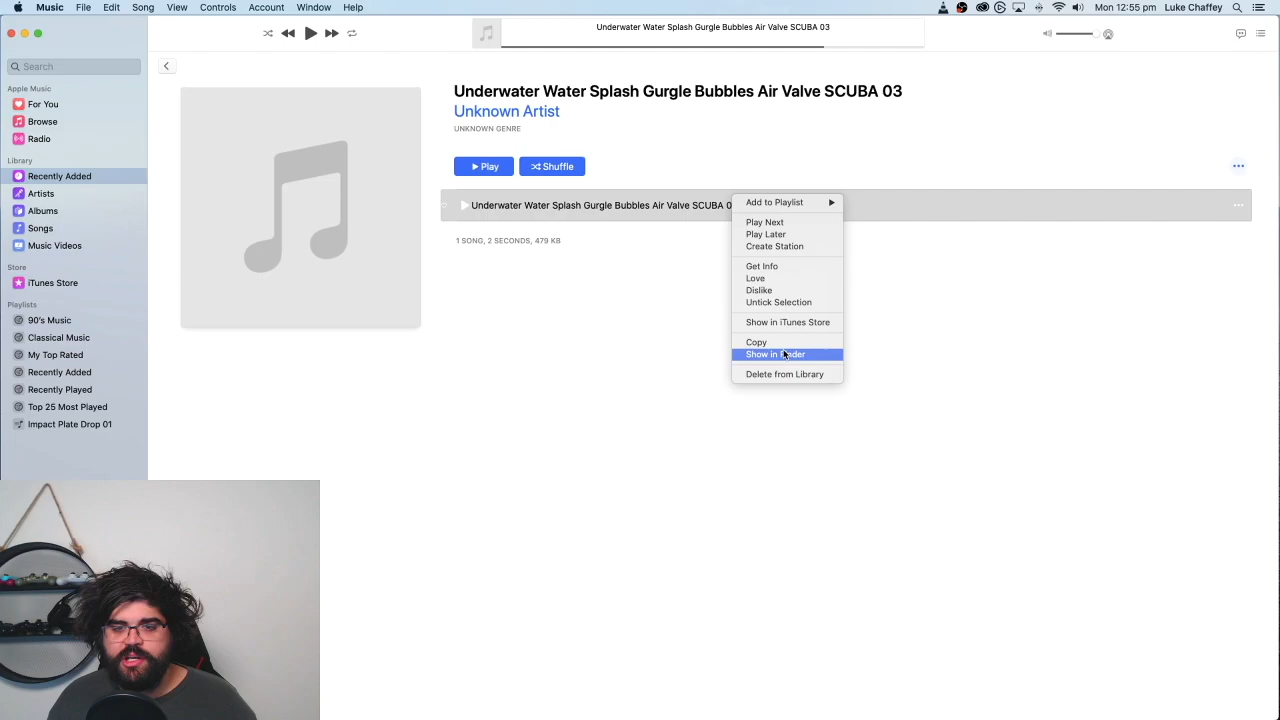 Music File Edit Song View Controls Account Window Help
Mon 12:55 pm Luke Chaffey
Underwater Water Splash Gurgle Bubbles Air Valve SCUBA 03
Search
Apple Music
For You
Browse
Radio
Library
Recently Added
Artists
Albums
Songs
Music Videos
Store
iTunes Store
Playlists
90's Music
Classical Music
My Top Rated
Recently Added
Recently Played
Top 25 Most Played
Impact Plate Drop 01
Underwater Water Splash Gurgle Bubbles Air Valve SCUBA 03
Unknown Artist
UNKNOWN GENRE
Play
Shuffle
Underwater Water Splash Gurgle Bubbles Air Valve SCUBA 0
1 SONG, 2 SECONDS, 479 KB
Add to Playlist
Play Next
Play Later
Create Station
Get Info
Love
Dislike
Untick Selection
Show in iTunes Store
Copy
Show in Finder
Delete from Library